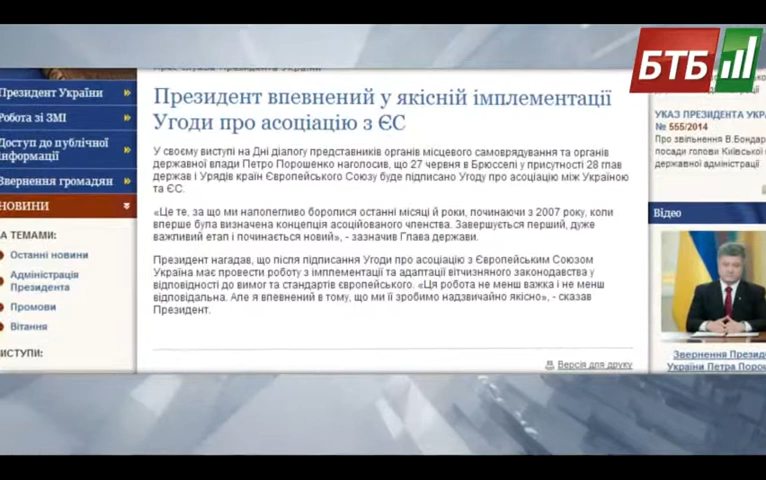 БТБ
Президент України
Робота зі ЗМІ
Доступ до публічної
інформації
Звернення громадян
НОВИНИ
ЗА ТЕМАМИ:
Останні новини
Адміністрація
Президента
Промови
Вітання
ВИСТУПИ:
Президент впевнений у якісній імплементації
Угоди про асоціацію з ЄС
У своєму виступі на Дні діалогу представників органів місцевого самоврядування та органів
державної влади Петро Порошенко наголосив, що 27 червня в Брюсселі у присутності 28 глав
держав і Урядів країн Європейського Союзу буде підписано Угоду про асоціацію між Україною
та ЄС.
«Це те, за що ми наполегливо боролися останні місяці й роки, починаючи з 2007 року, коли
вперше була визначена концепція асоційованого членства. Завершується перший, дуже
важливий етап і починається новий», - зазначив Глава держави.
Президент нагадав, що після підписання Угоди про асоціацію з Європейським Союзом
Україна має провести роботу з імплементації та адаптації вітчизняного законодавства у
відповідності до вимог та стандартів європейського. «Ця робота не менш важка і не менш
відповідальна. Але я впевнений в тому, що ми її зробимо надзвичайно якісно», - сказав
Президент.
Версія для друку
УКАЗ ПРЕЗИДЕНТА УКРА
№ 555/2014
Про звільнення В.Бондар
посади голови Київської о
державної адміністрації
Відео
Звернення Презид
України Петра Порош